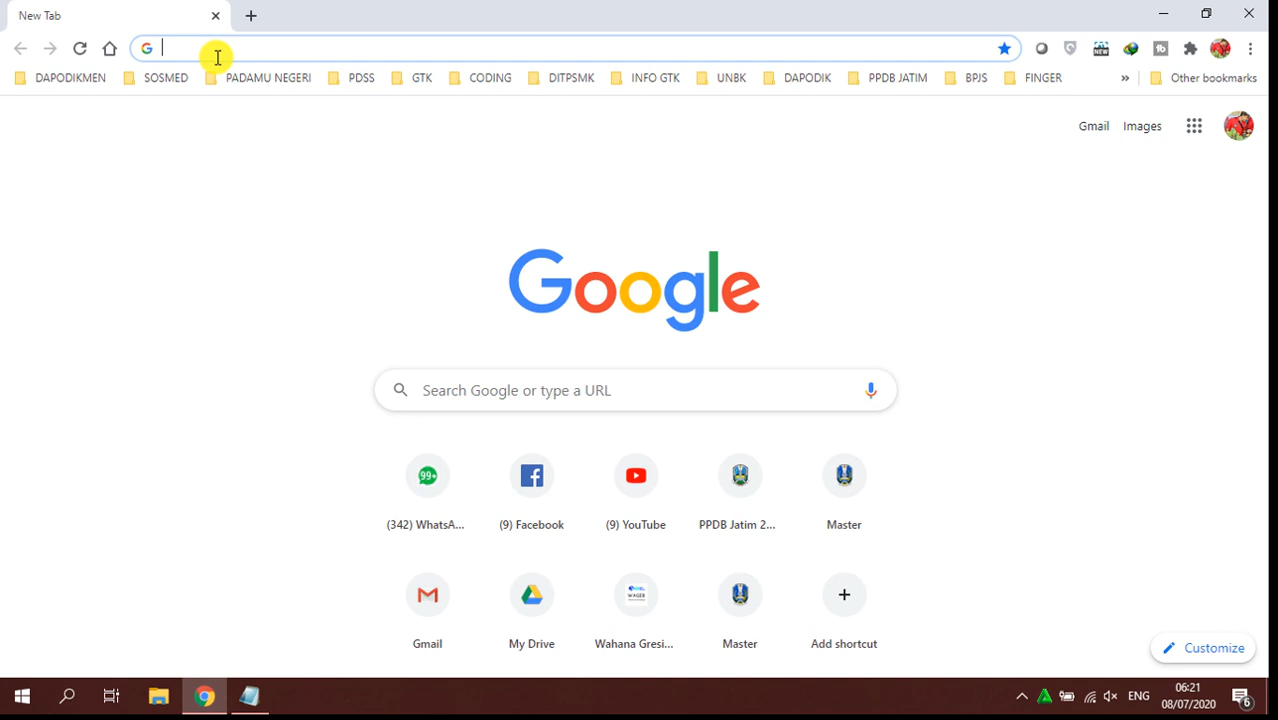 New Tab
DAPODIKMEN SOSMED PADAMU NEGERI PDSS GTK CODING DITPSMK INFO GTK UNBK DAPODIK PPDB JATIM BPJS FINGER » Other bookmarks
Gmail Images
Google
Search Google or type a URL
99+
(342) WhatsA... (9) Facebook (9) YouTube PPDB Jatim 2... Master
Gmail My Drive Wahana Gresi... Master Add shortcut
Customize
ENG 06:21
08/07/2020 6